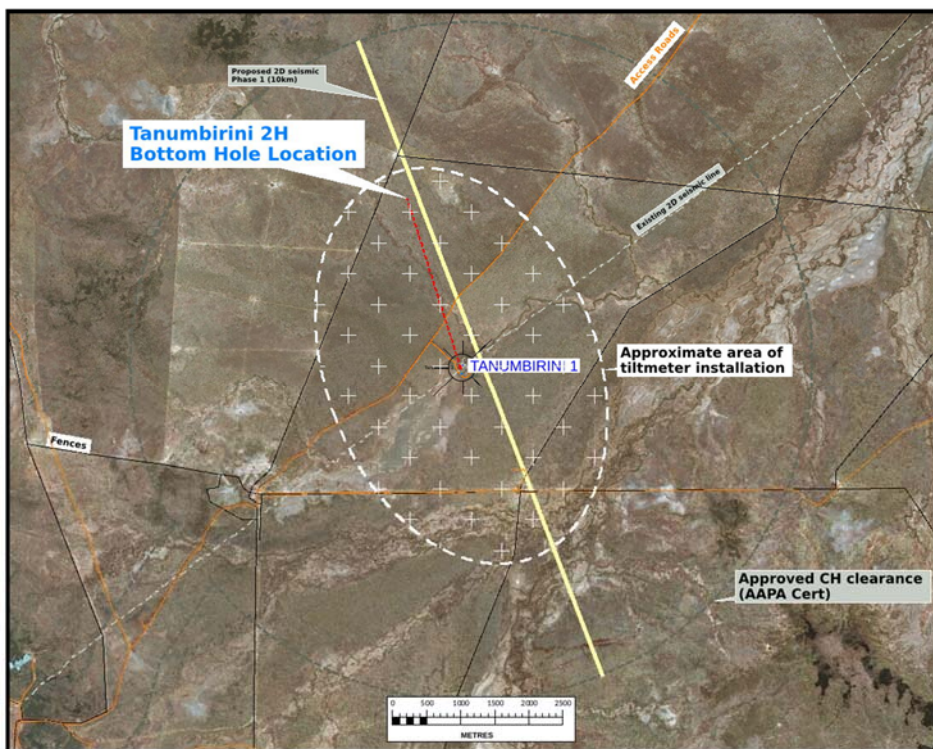 Proposed 2D seismic
Phase 1 (10km)
Access Roads
Tanumbirini 2H
Bottom Hole Location
Existing 2D seismic line
TANUMBIRINI 1
Approximate area of
tiltmeter installation
Fences
Approved CH clearance
(AAPA Cert)
0 500 1000 1500 2000 2500
METRES